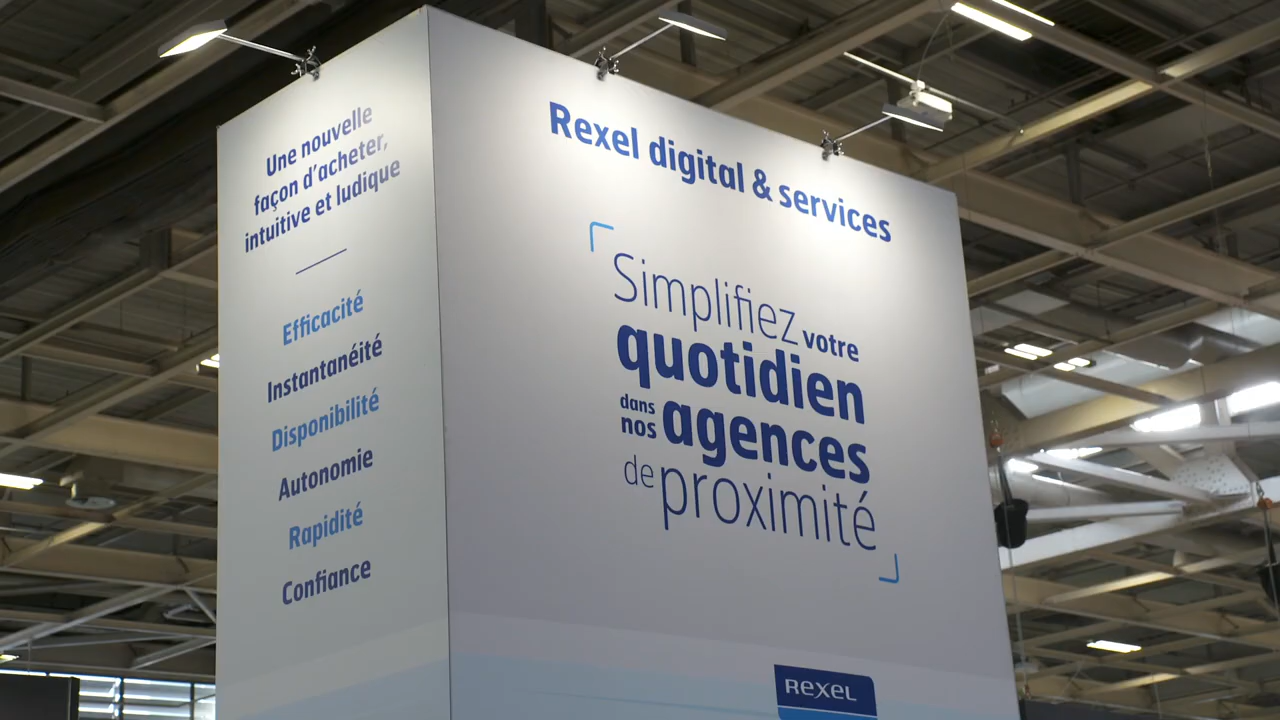 Une nouvelle
façon d'acheter,
intuitive et ludique
Efficacité
Instantanéité
Disponibilité
Autonomie
Rapidité
Confiance
Rexel digital & services
Simplifiez votre
quotidien
dans nos agences
de proximité
REXEL